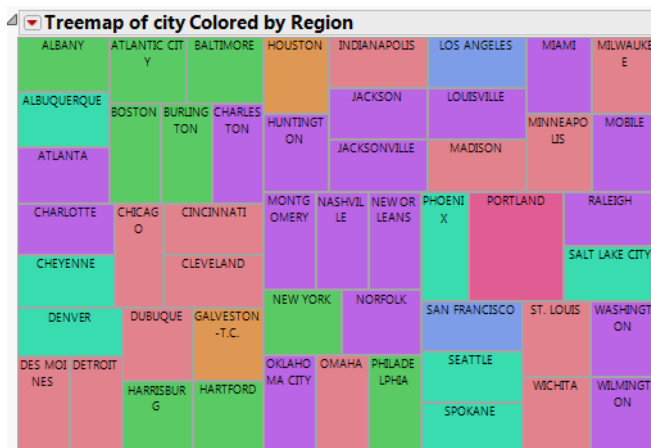 Treemap of city Colored by Region
ALBANY
ATLANTIC CIT
Y
BALTIMORE
HOUSTON
INDIANAPOLIS
LOS ANGELES
MIAMI
MILWAUKE
E
ALBUQUERQUE
BOSTON
BURLING
TON
CHARLES
TON
HUNTINGT
ON
JACKSON
LOUISVILLE
MINNEAPO
LIS
MOBILE
ATLANTA
JACKSONVILLE
MADISON
CHARLOTTE
CHICAG
O
CINCINNATI
MONTG
OMERY
NASHVIL
LE
NEW OR
LEANS
PHOENI
X
PORTLAND
RALEIGH
CHEYENNE
CLEVELAND
SALT LAKE CITY
DENVER
DUBUQUE
GALVESTON
-T.C.
NEW YORK
NORFOLK
SAN FRANCISCO
ST. LOUIS
WASHINGT
ON
DES MOI
NES
DETROIT
HARRISBUR
G
HARTFORD
OKLAHO
MA CITY
OMAHA
PHILADE
LPHIA
SEATTLE
SPOKANE
WICHITA
WILMINGT
ON